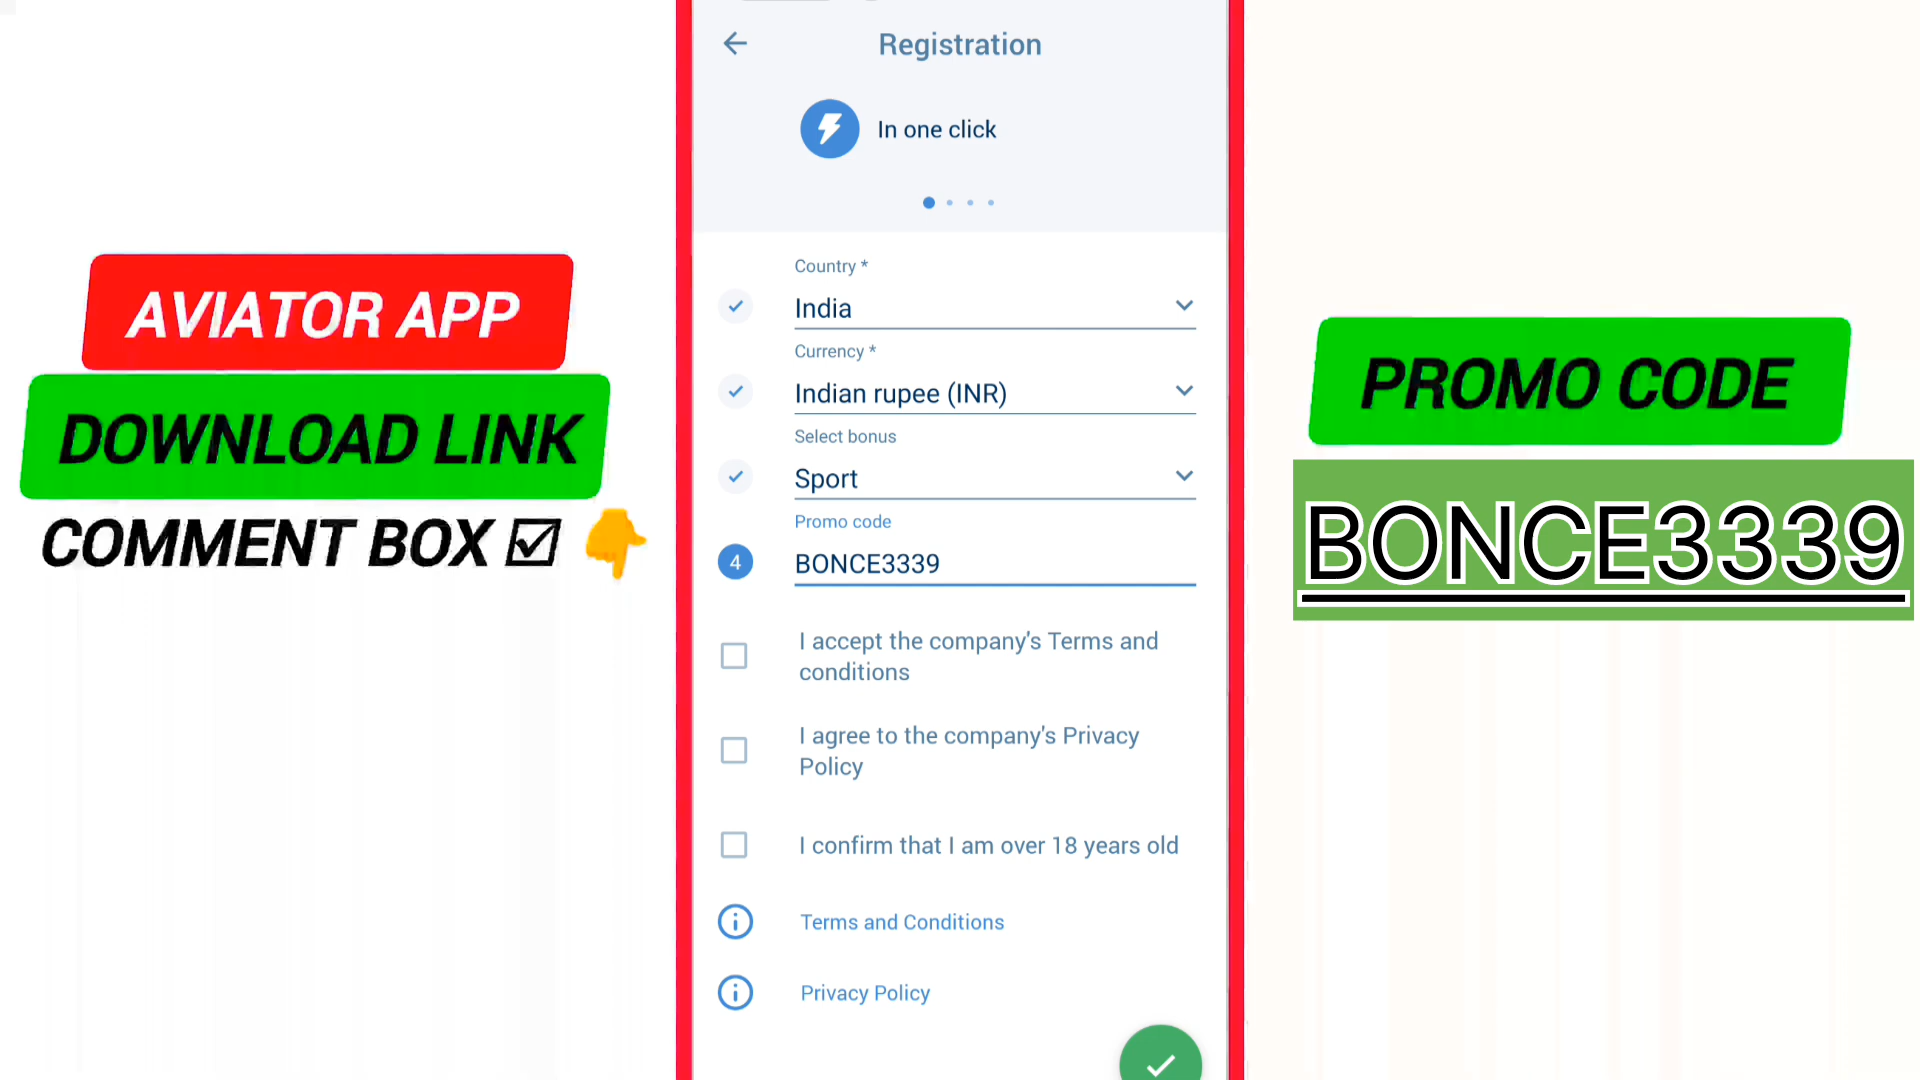 AVIATOR APP
DOWNLOAD LINK
COMMENT BOX ☑ 👇
Registration
In one click
Country *
India
Currency *
Indian rupee (INR)
Select bonus
Sport
Promo code
4
BONCE3339
I accept the company's Terms and
conditions
I agree to the company's Privacy
Policy
I confirm that I am over 18 years old
Terms and Conditions
Privacy Policy
PROMO CODE
BONCE3339